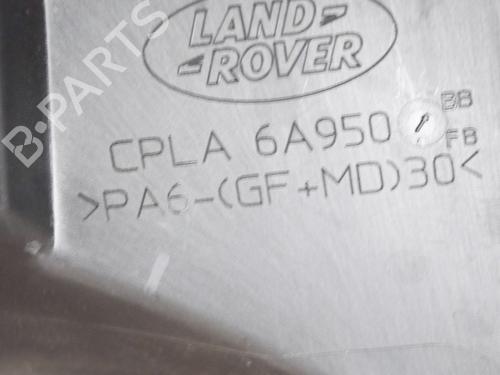 B-PARTS
LAND
ROVER
CPLA 6A950 BB
FB
>PA6-(GF+MD)30<